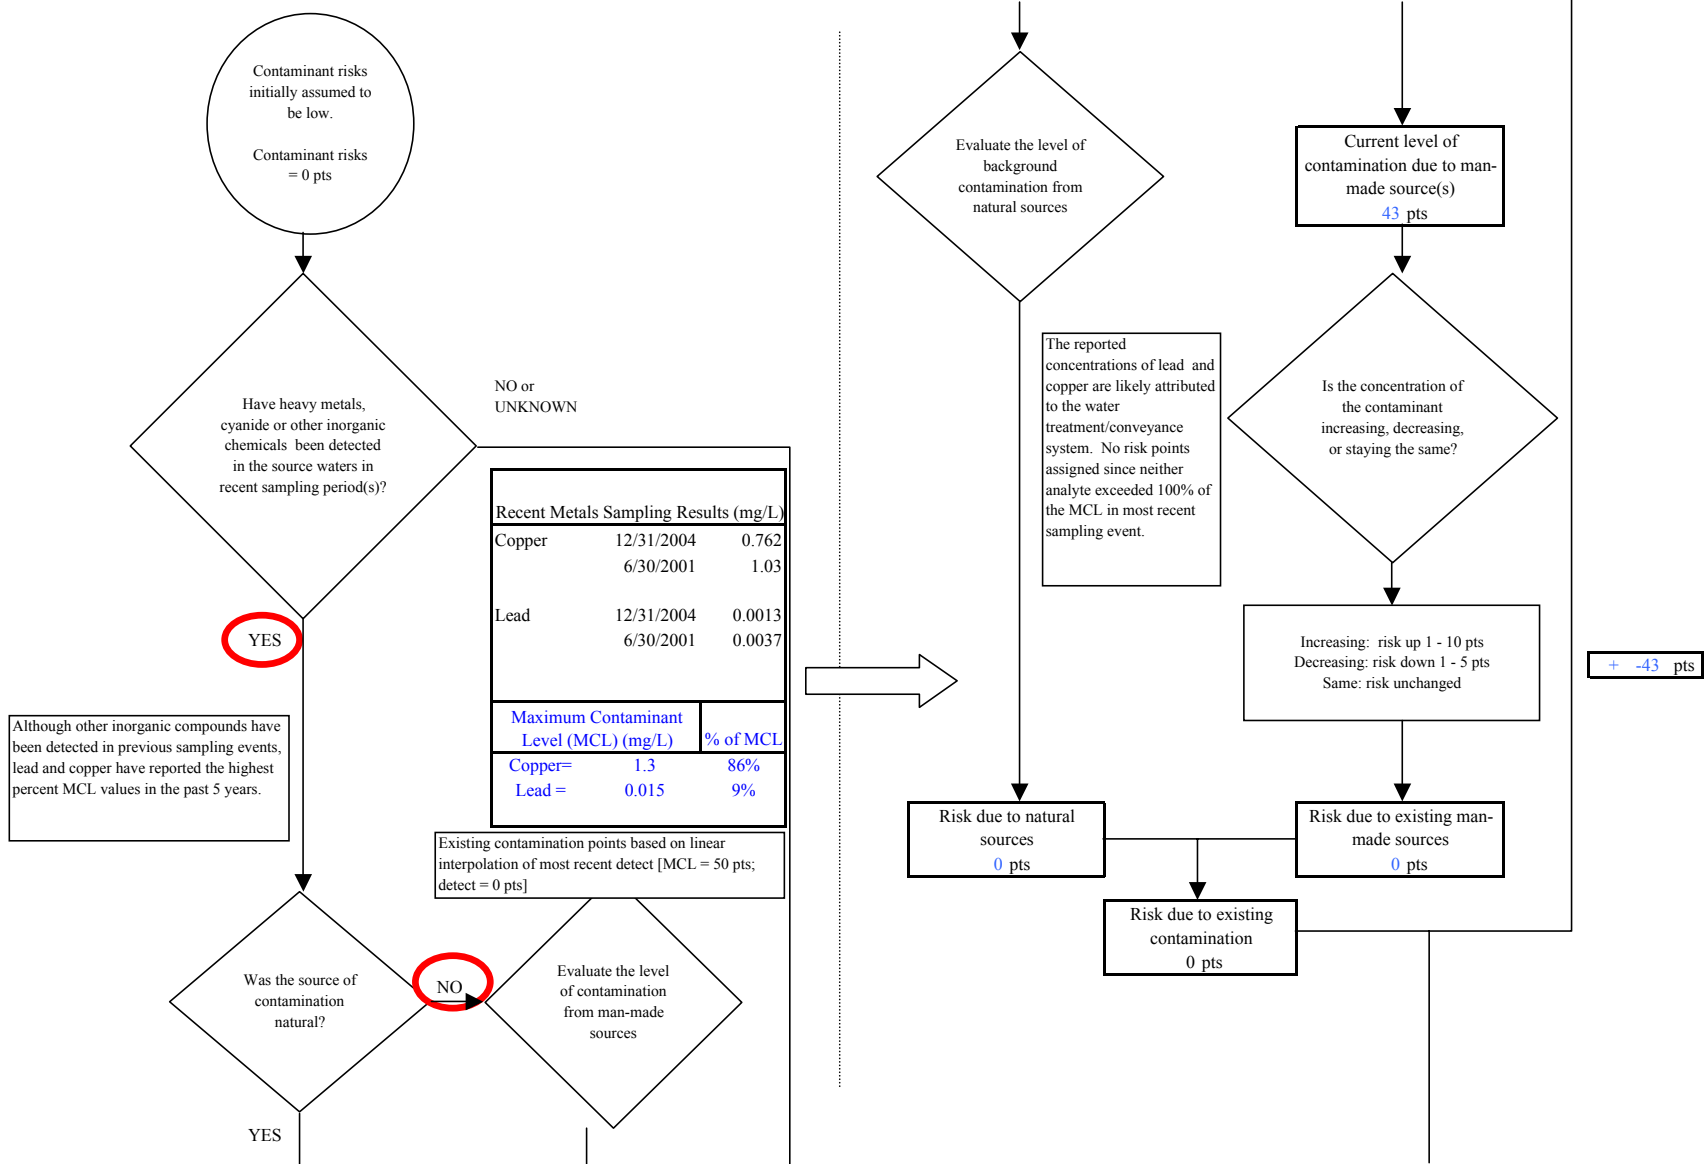 Contaminant risks
initially assumed to
be low.
Contaminant risks
= 0 pts
Have heavy metals,
cyanide or other inorganic
chemicals been detected
in the source waters in
recent sampling period(s)?
NO or
UNKNOWN
YES
Recent Metals Sampling Results (mg/L)
Copper 12/31/2004 0.762
6/30/2001 1.03
Lead 12/31/2004 0.0013
6/30/2001 0.0037
Maximum Contaminant
Level (MCL) (mg/L) % of MCL
Copper= 1.3 86%
Lead = 0.015 9%
Although other inorganic compounds have
been detected in previous sampling events,
lead and copper have reported the highest
percent MCL values in the past 5 years.
Existing contamination points based on linear
interpolation of most recent detect [MCL = 50 pts;
detect = 0 pts]
Was the source of
contamination
natural?
NO
Evaluate the level
of contamination
from man-made
sources
YES
Evaluate the level of
background
contamination from
natural sources
The reported
concentrations of lead and
copper are likely attributed
to the water
treatment/conveyance
system. No risk points
assigned since neither
analyte exceeded 100% of
the MCL in most recent
sampling event.
Current level of
contamination due to man-
made source(s)
43 pts
Is the concentration of
the contaminant
increasing, decreasing,
or staying the same?
Increasing: risk up 1 - 10 pts
Decreasing: risk down 1 - 5 pts
Same: risk unchanged
+ -43 pts
Risk due to natural
sources
0 pts
Risk due to existing man-
made sources
0 pts
Risk due to existing
contamination
0 pts